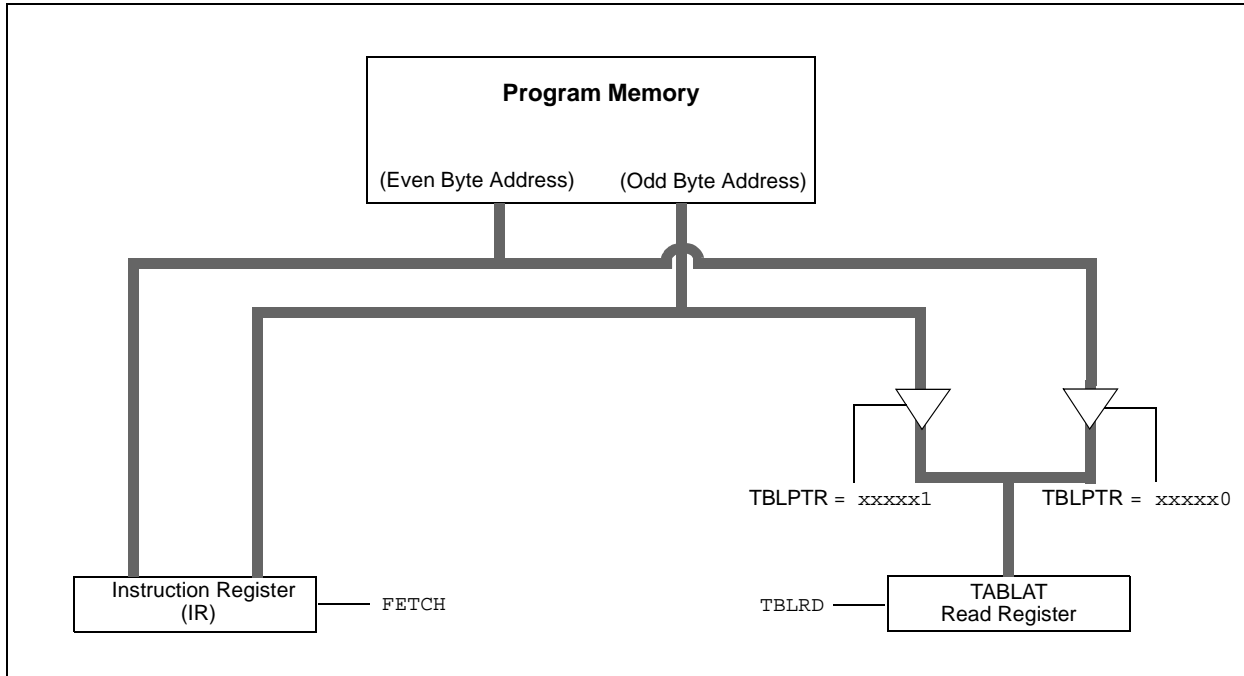 Program Memory
(Even Byte Address) (Odd Byte Address)
TBLPTR = xxxxx1 TBLPTR = xxxxx0
Instruction Register
(IR)
FETCH
TBLRD
TABLAT
Read Register